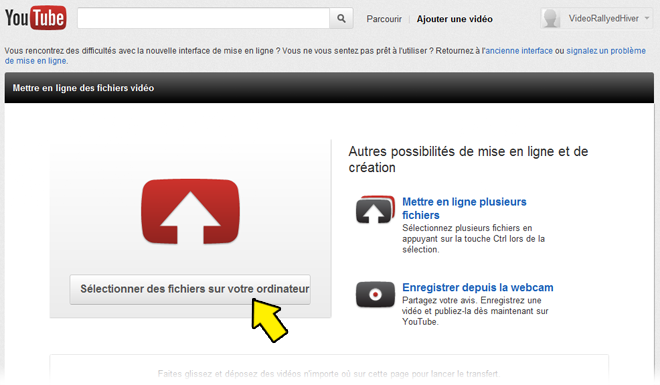 YouTube
Parcourir
Ajouter une vidéo
VideoRallyedHiver
Vous rencontrez des difficultés avec la nouvelle interface de mise en ligne ? Vous ne vous sentez pas prêt à l'utiliser ? Retournez à l'ancienne interface ou signalez un problème
de mise en ligne.
Mettre en ligne des fichiers vidéo
Sélectionner des fichiers sur votre ordinateur
Autres possibilités de mise en ligne et de
création
Mettre en ligne plusieurs
fichiers
Sélectionnez plusieurs fichiers en
appuyant sur la touche Ctrl lors de la
sélection.
Enregistrer depuis la webcam
Partagez votre avis. Enregistrez une
vidéo et publiez-la dès maintenant sur
YouTube.
Faites glissez et déposez des vidéos n'importe où sur cette page pour lancer le transfert.